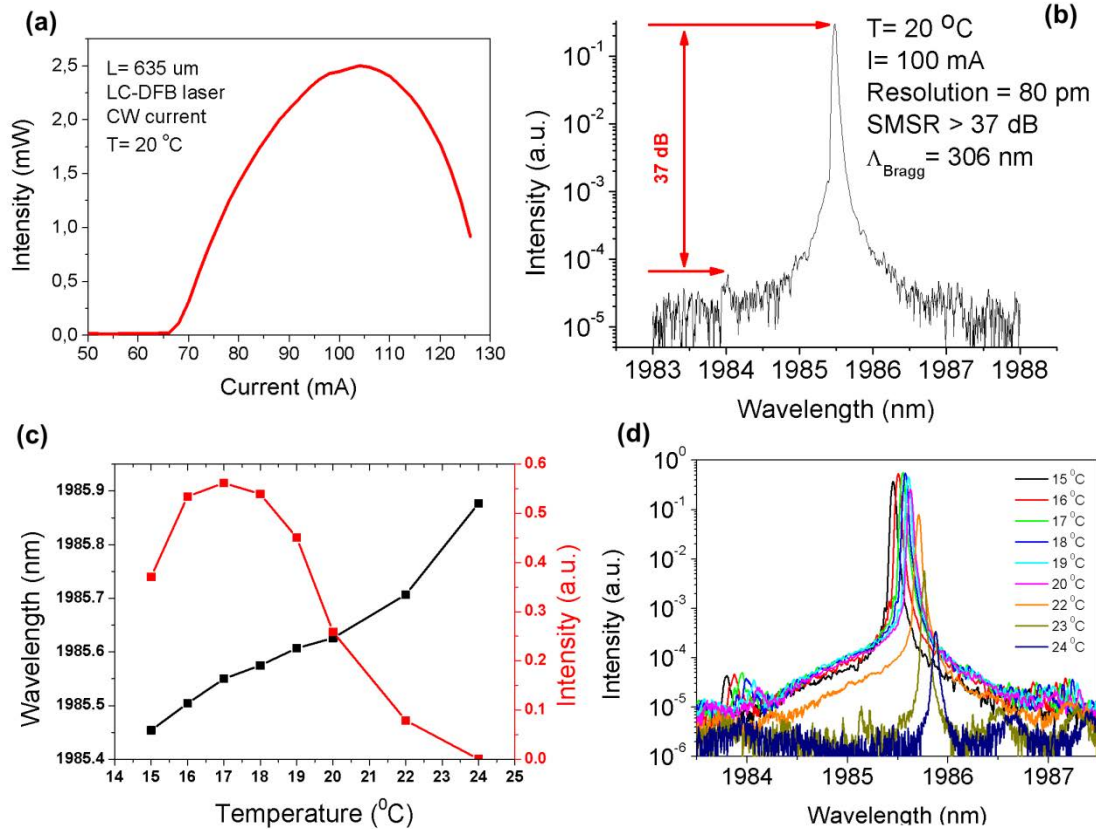 (a)
L= 635 um
LC-DFB laser
CW current
T= 20 °C
Intensity (mW)
2,5
2,0
1,5
1,0
0,5
0,0
50 60 70 80 90 100 110 120 130
Current (mA)
(b)
T= 20 °C
I= 100 mA
Resolution = 80 pm
SMSR > 37 dB
Λ_Bragg = 306 nm
37 dB
Intensity (a.u.)
10^-1
10^-2
10^-3
10^-4
10^-5
1983 1984 1985 1986 1987 1988
Wavelength (nm)
(c)
Wavelength (nm)
1985.9
1985.8
1985.7
1985.6
1985.5
1985.4
14 15 16 17 18 19 20 21 22 23 24 25
Temperature (°C)
0.6
0.5
0.4
0.3
0.2
0.1
0.0
Intensity (a.u.)
(d)
Intensity (a.u.)
10^0
10^-1
10^-2
10^-3
10^-4
10^-5
10^-6
15 °C
16 °C
17 °C
18 °C
19 °C
20 °C
22 °C
23 °C
24 °C
1984 1985 1986 1987
Wavelength (nm)